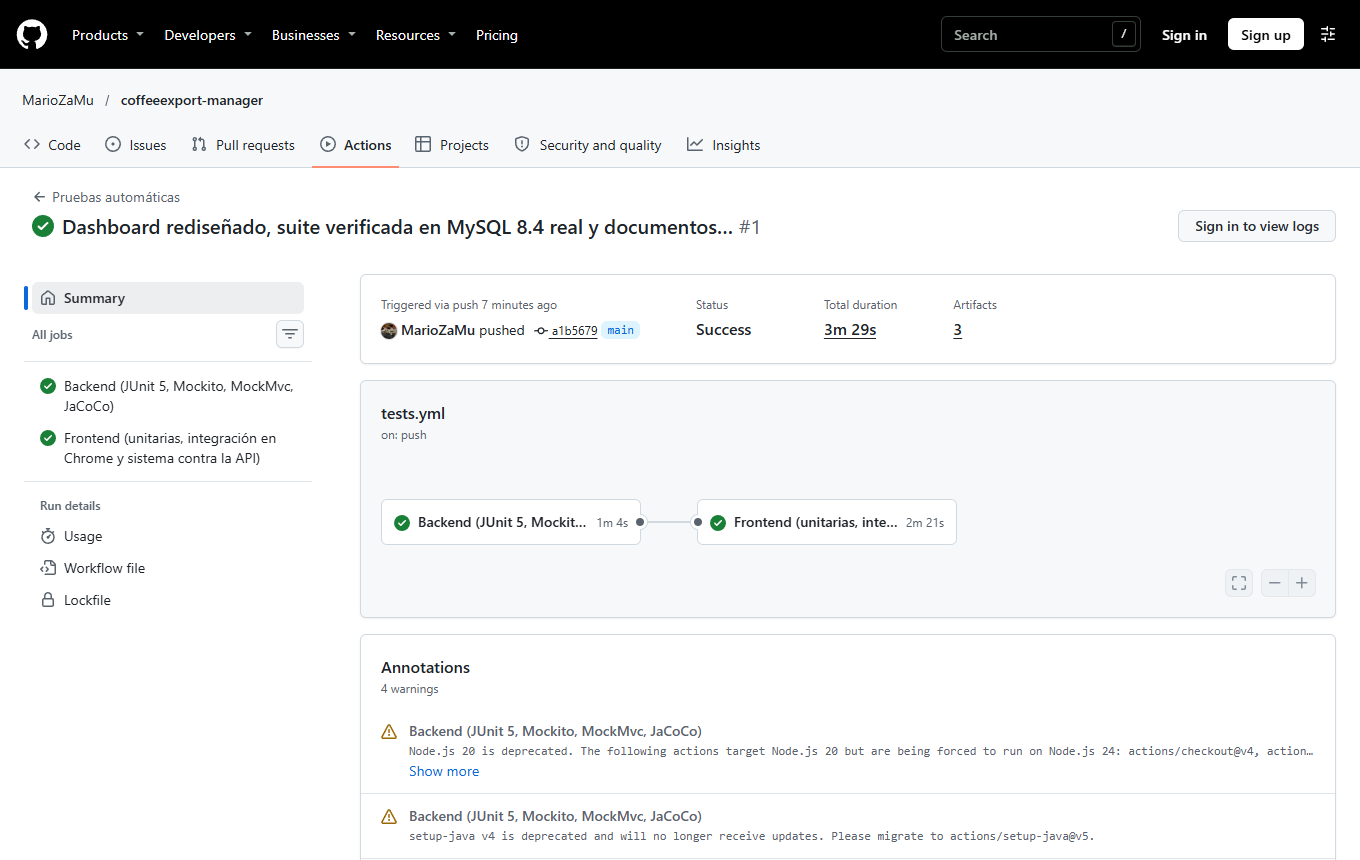 Products Developers Businesses Resources Pricing Search / Sign in Sign up
MarioZaMu / coffeeexport-manager
Code Issues Pull requests Actions Projects Security and quality Insights
Pruebas automáticas
Dashboard rediseñado, suite verificada en MySQL 8.4 real y documentos... #1
Sign in to view logs
Summary
All jobs
Backend (JUnit 5, Mockito, MockMvc,
JaCoCo)
Frontend (unitarias, integración en
Chrome y sistema contra la API)
Run details
Usage
Workflow file
Lockfile
Triggered via push 7 minutes ago
MarioZaMu pushed a1b5679 main
Status
Success
Total duration
3m 29s
Artifacts
3
tests.yml
on: push
Backend (JUnit 5, Mockit... 1m 4s
Frontend (unitarias, inte... 2m 21s
Annotations
4 warnings
Backend (JUnit 5, Mockito, MockMvc, JaCoCo)
Node.js 20 is deprecated. The following actions target Node.js 20 but are being forced to run on Node.js 24: actions/checkout@v4, action…
Show more
Backend (JUnit 5, Mockito, MockMvc, JaCoCo)
setup-java v4 is deprecated and will no longer receive updates. Please migrate to actions/setup-java@v5.